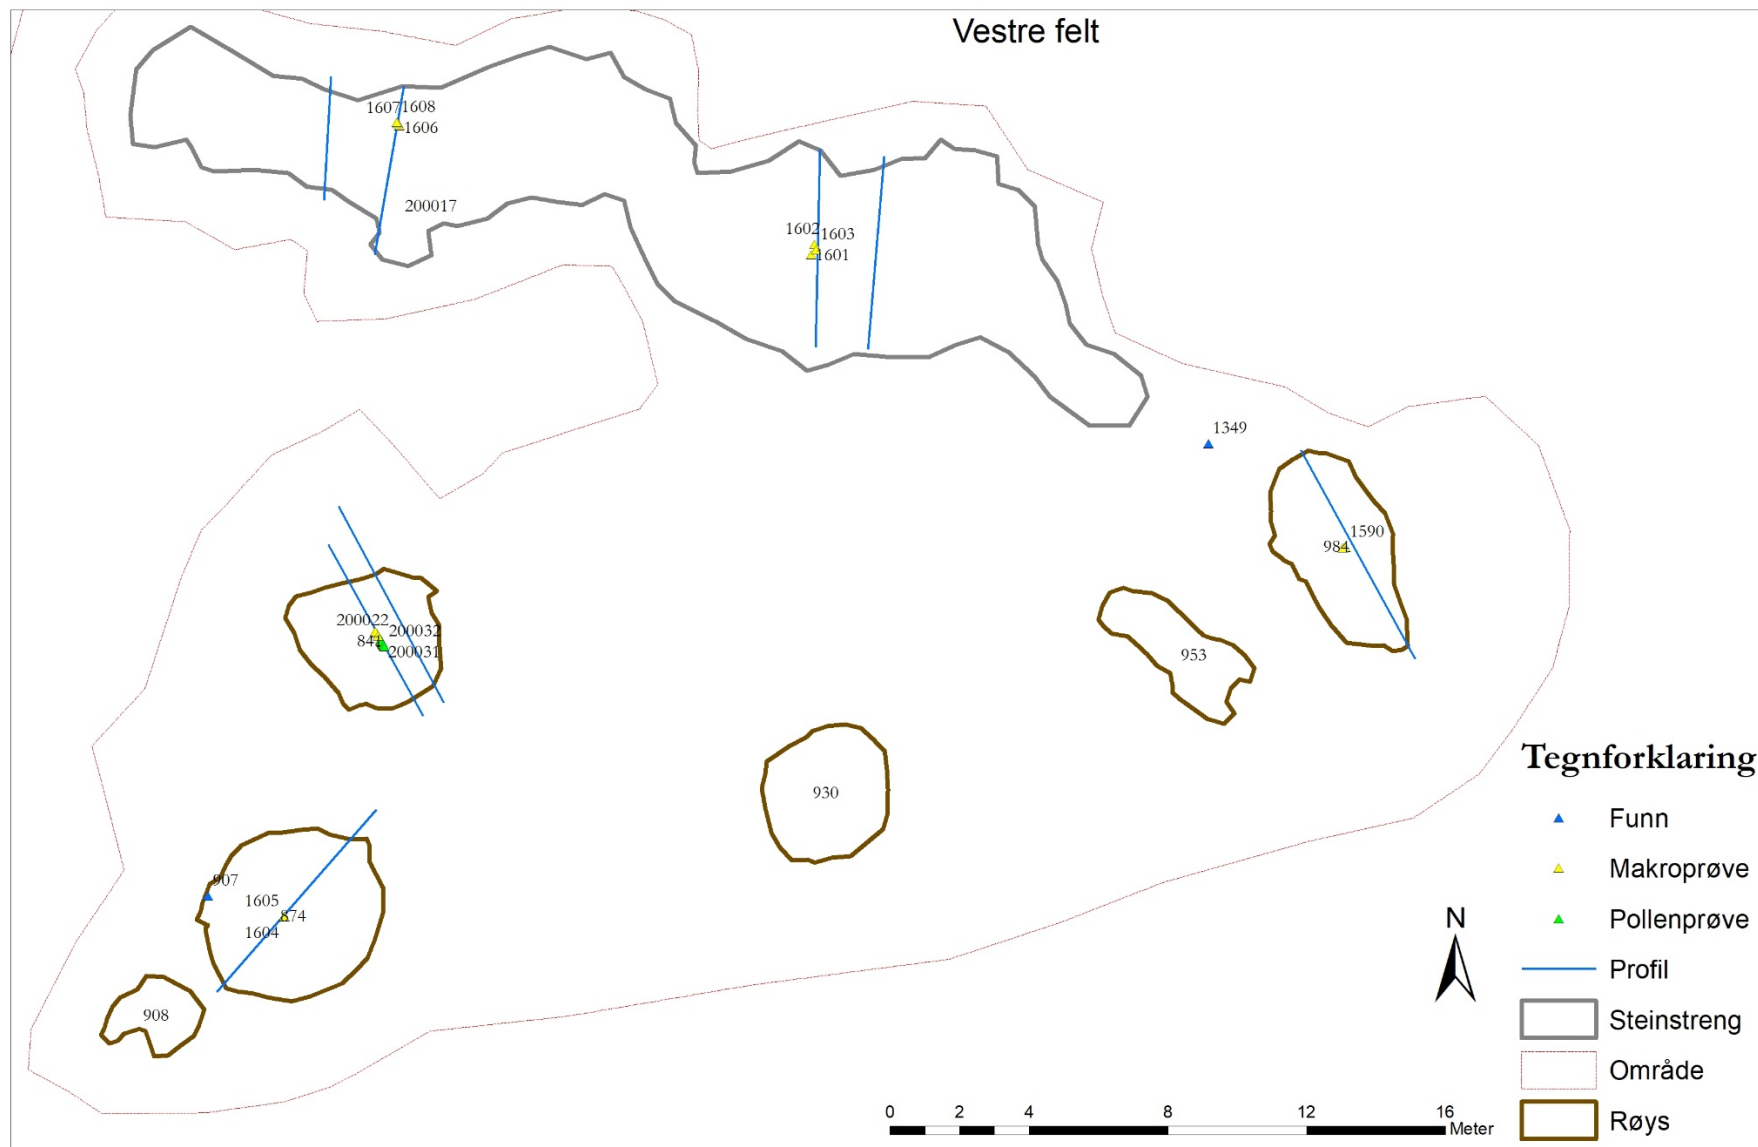 Vestre felt
1607 1608
1606
200017
1602 1603
1601
1349
1590
984
200022 200032
841 200031
953
930
907
1605
874
1604
908
Tegnforklaring
Funn
Makroprøve
Pollenprøve
Profil
Steinstreng
Område
Røys
N
0 2 4 8 12 16
Meter